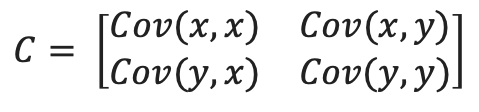 C = [Cov(x, x) Cov(x, y)
Cov(y, x) Cov(y, y)]